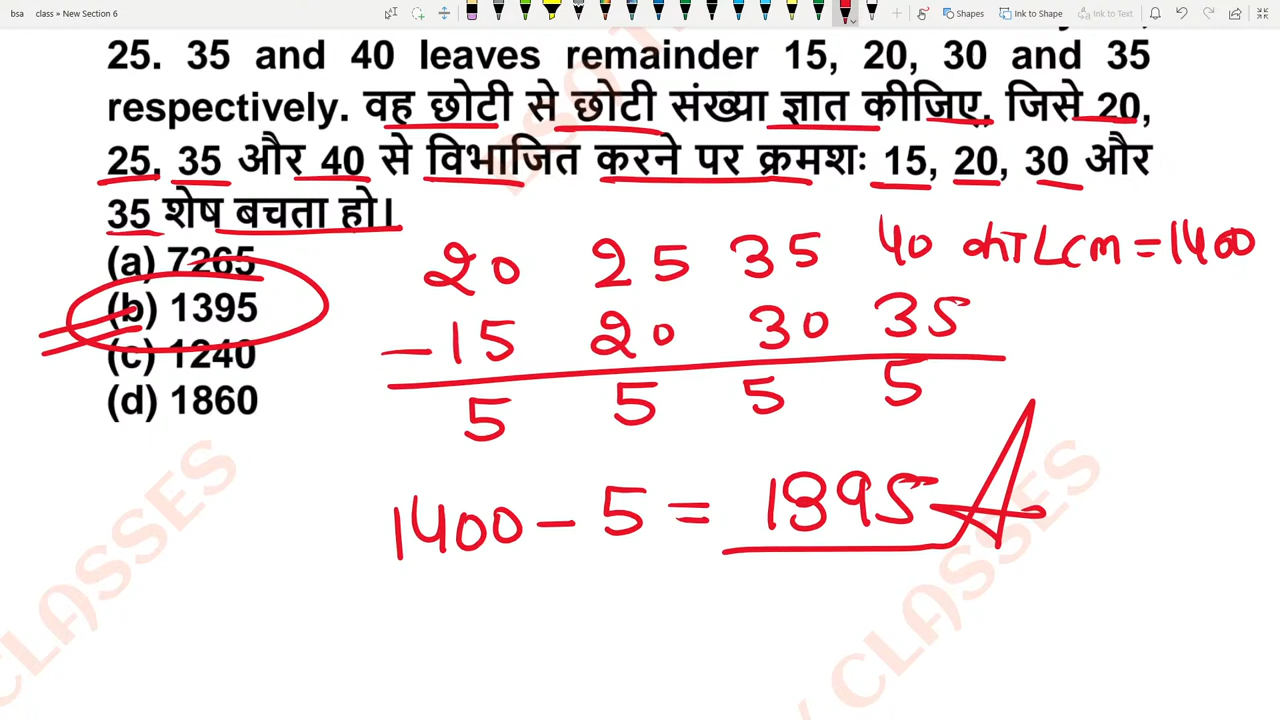 bsa class » New Section 6
Shapes Ink to Shape Ink to Text
25. 35 and 40 leaves remainder 15, 20, 30 and 35
respectively. वह छोटी से छोटी संख्या ज्ञात कीजिए. जिसे 20,
25. 35 और 40 से विभाजित करने पर क्रमशः 15, 20, 30 और
35 शेष बचता हो।
(a) 7265
(b) 1395
(c) 1240
(d) 1860
20 25 35 40 का LCM = 1400
- 15 20 30 35
5 5 5 5
1400 - 5 = 1395 A
CLASSES
CLASSES